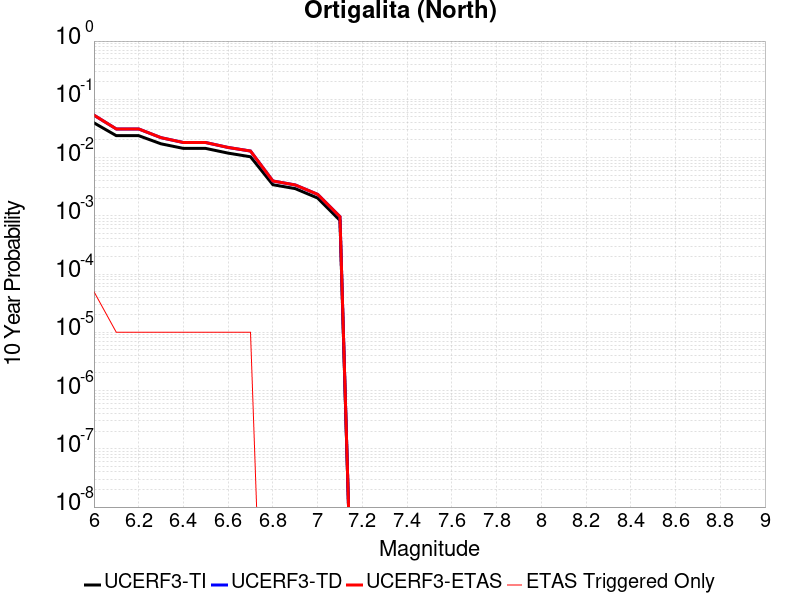 Ortigalita (North)
10 0
10 -1
10 -2
10 -3
10 -4
10 -5
10 -6
10 -7
10 -8
10 Year Probability
6 6.2 6.4 6.6 6.8 7 7.2 7.4 7.6 7.8 8 8.2 8.4 8.6 8.8 9
Magnitude
UCERF3-TI UCERF3-TD UCERF3-ETAS ETAS Triggered Only